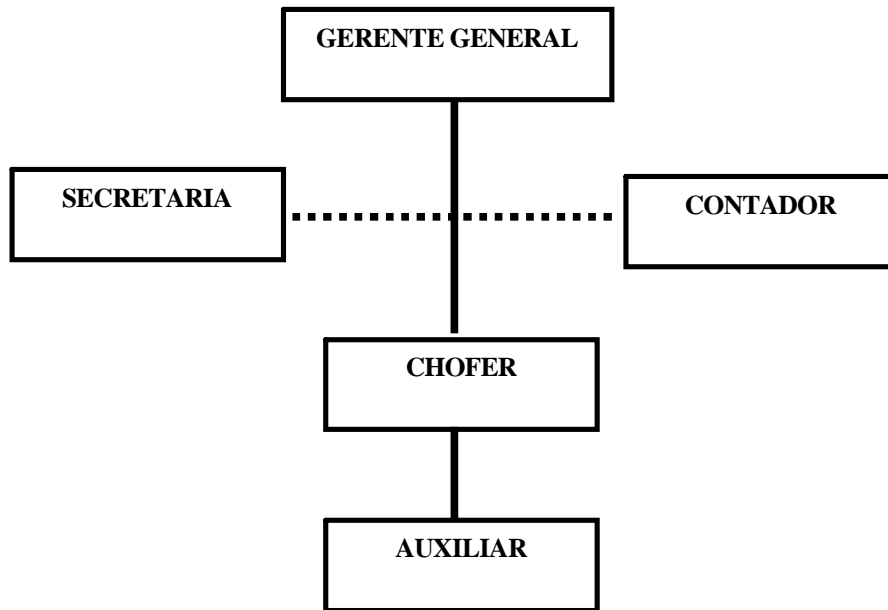 GERENTE GENERAL
SECRETARIA
CONTADOR
CHOFER
AUXILIAR